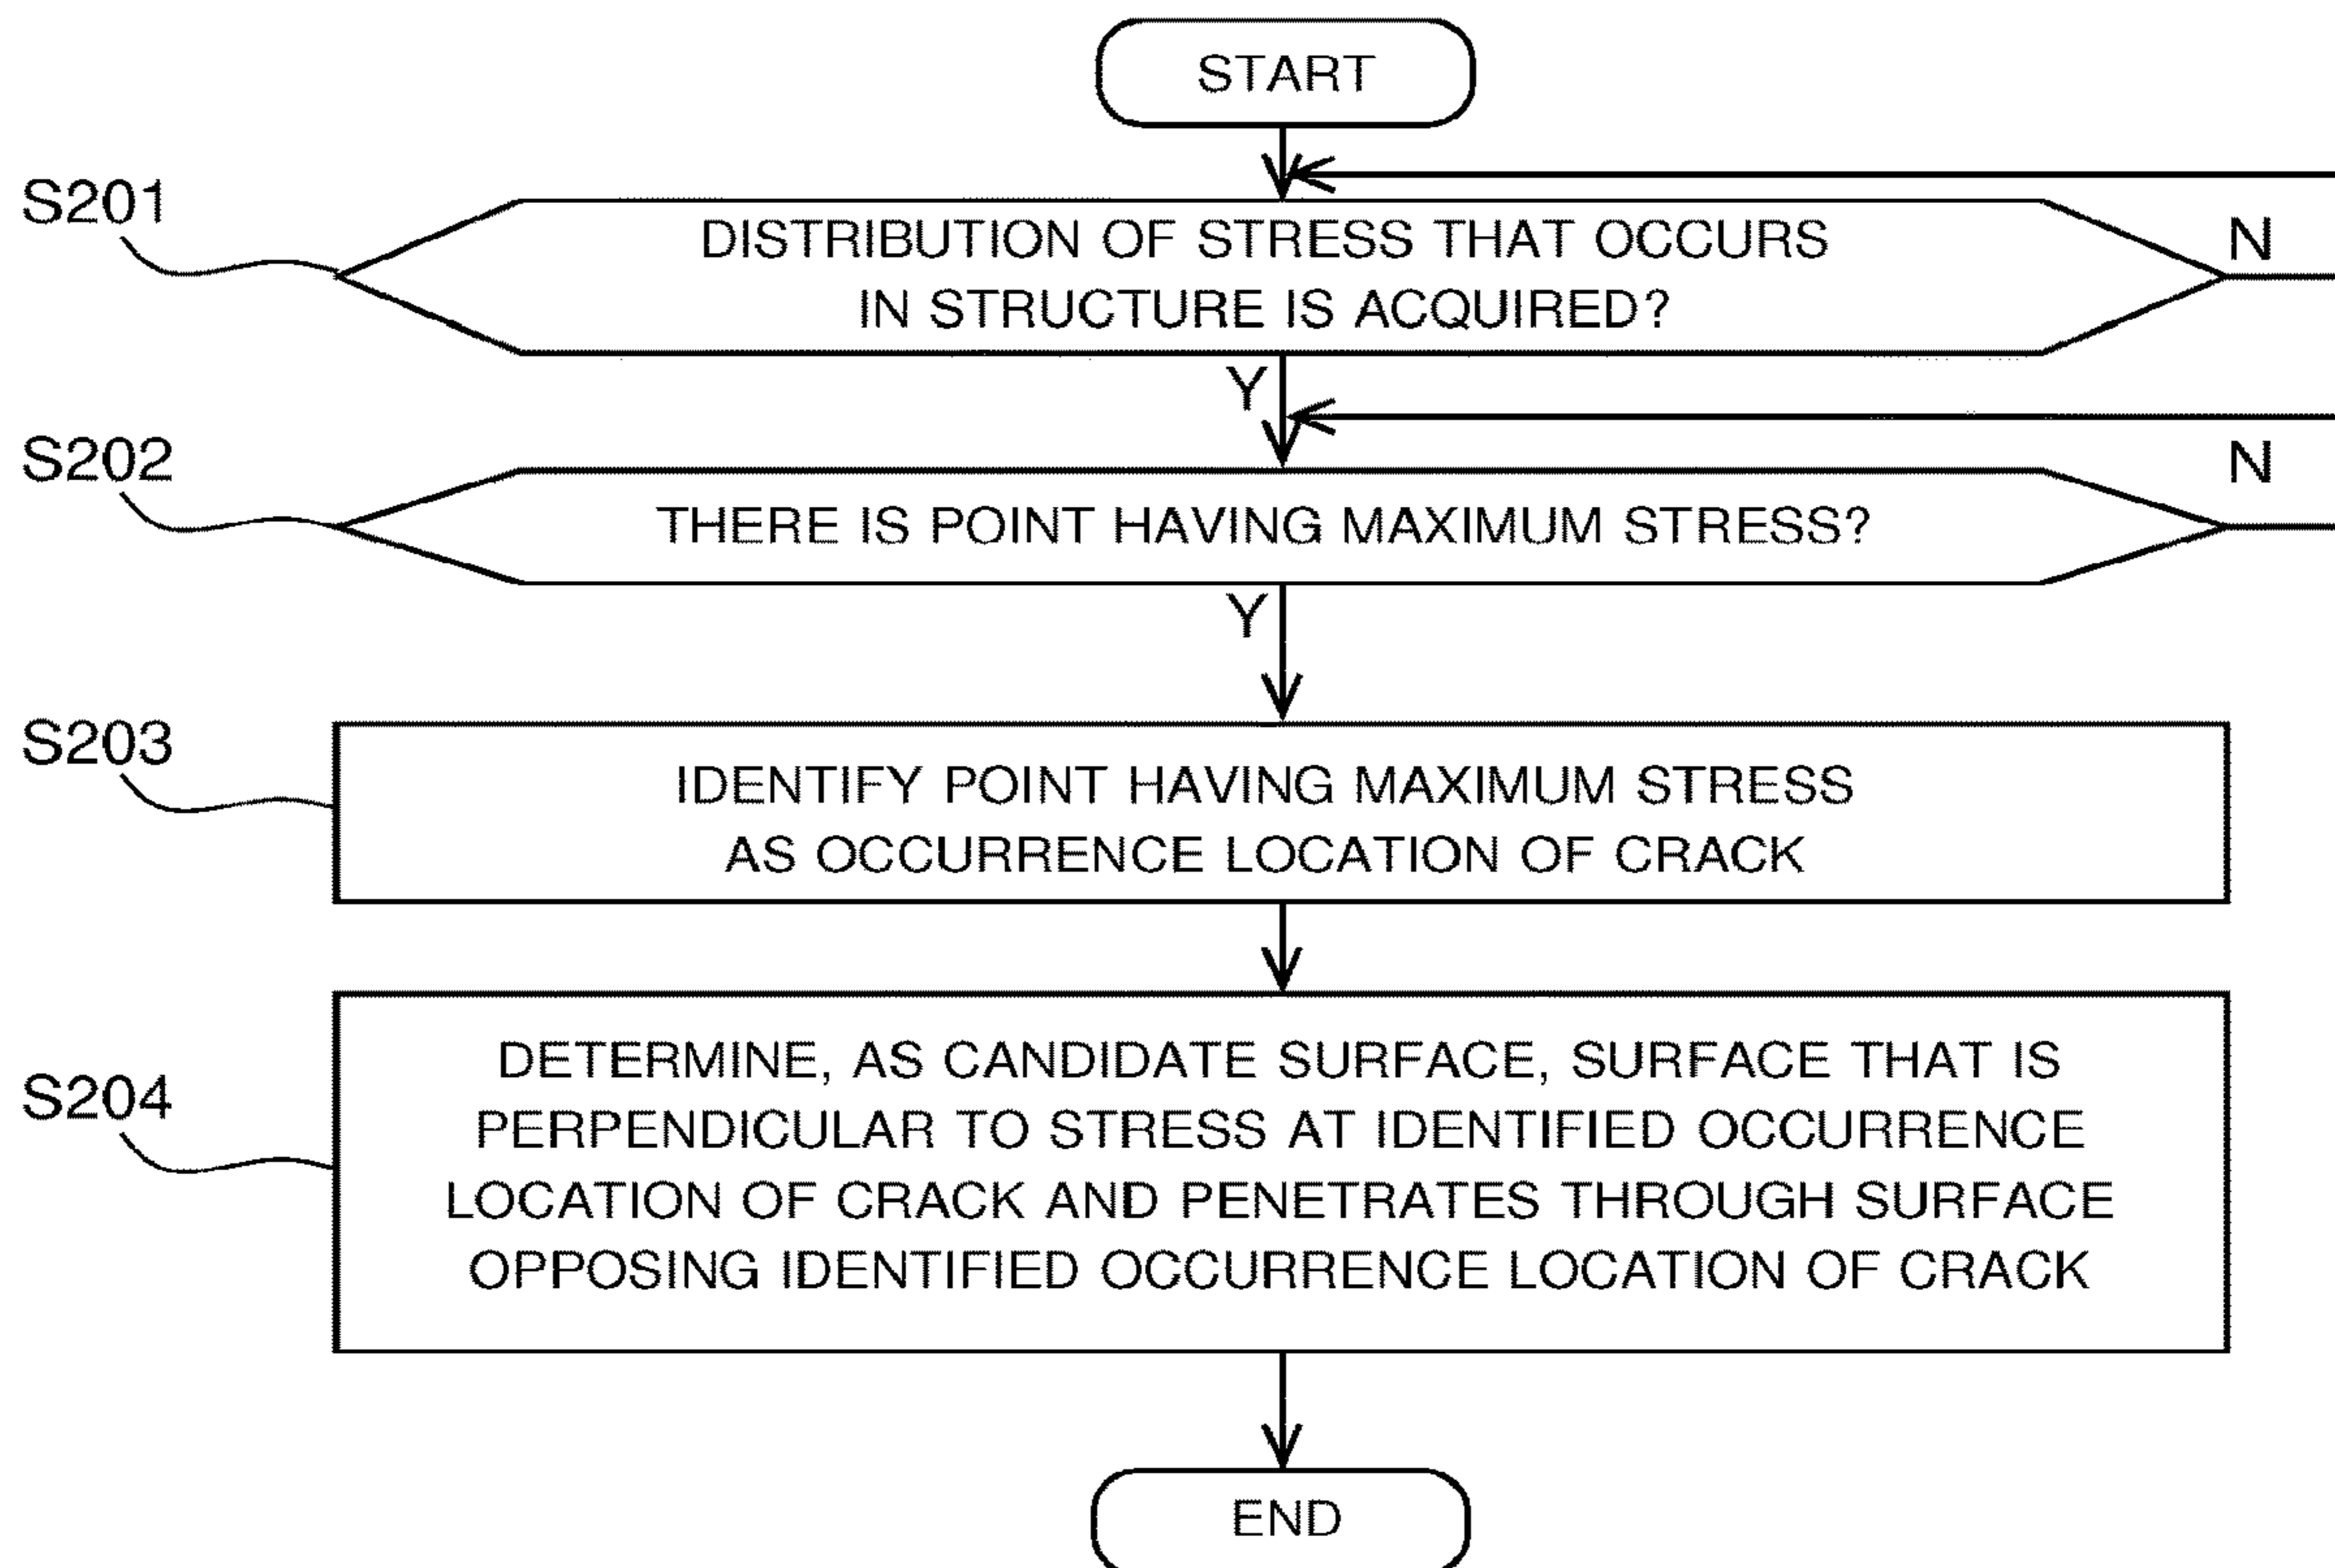 START
S201
DISTRIBUTION OF STRESS THAT OCCURS
IN STRUCTURE IS ACQUIRED?
N
Y
S202
THERE IS POINT HAVING MAXIMUM STRESS?
N
Y
S203
IDENTIFY POINT HAVING MAXIMUM STRESS
AS OCCURRENCE LOCATION OF CRACK
S204
DETERMINE, AS CANDIDATE SURFACE, SURFACE THAT IS
PERPENDICULAR TO STRESS AT IDENTIFIED OCCURRENCE
LOCATION OF CRACK AND PENETRATES THROUGH SURFACE
OPPOSING IDENTIFIED OCCURRENCE LOCATION OF CRACK
END